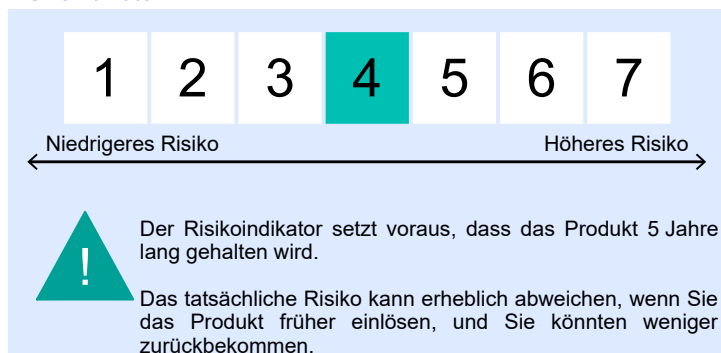 1 2 3 4 5 6 7
Niedrigeres Risiko Höheres Risiko
!
Der Risikoindikator setzt voraus, dass das Produkt 5 Jahre
lang gehalten wird.
Das tatsächliche Risiko kann erheblich abweichen, wenn Sie
das Produkt früher einlösen, und Sie könnten weniger
zurückbekommen.